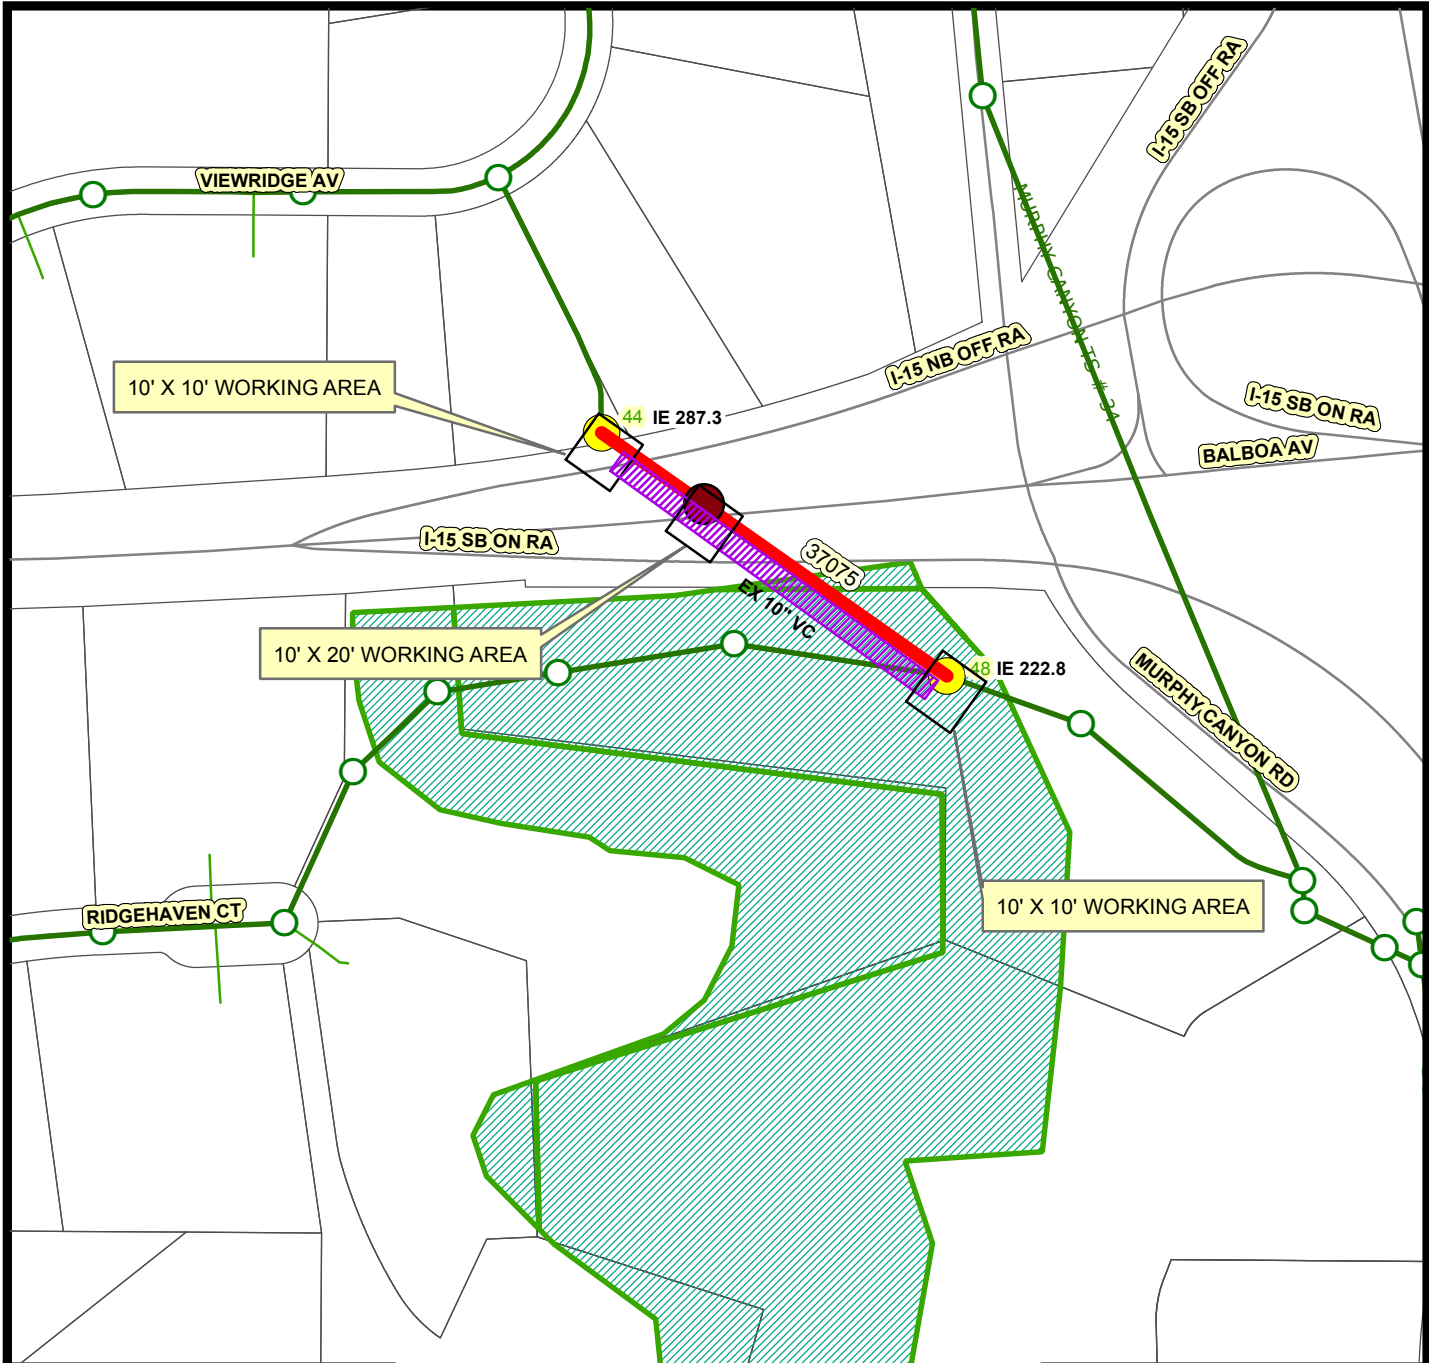 I-15 SB OFF RA
VIEWRIDGE AV
MURPHY CANYON TS # 34
I-15 NB OFF RA
10' X 10' WORKING AREA
44 IE 287.3
I-15 SB ON RA
BALBOA AV
I-15 SB ON RA
37075
EX 10" VC
10' X 20' WORKING AREA
48 IE 222.8
MURPHY CANYON RD
10' X 10' WORKING AREA
RIDGEHAVEN CT